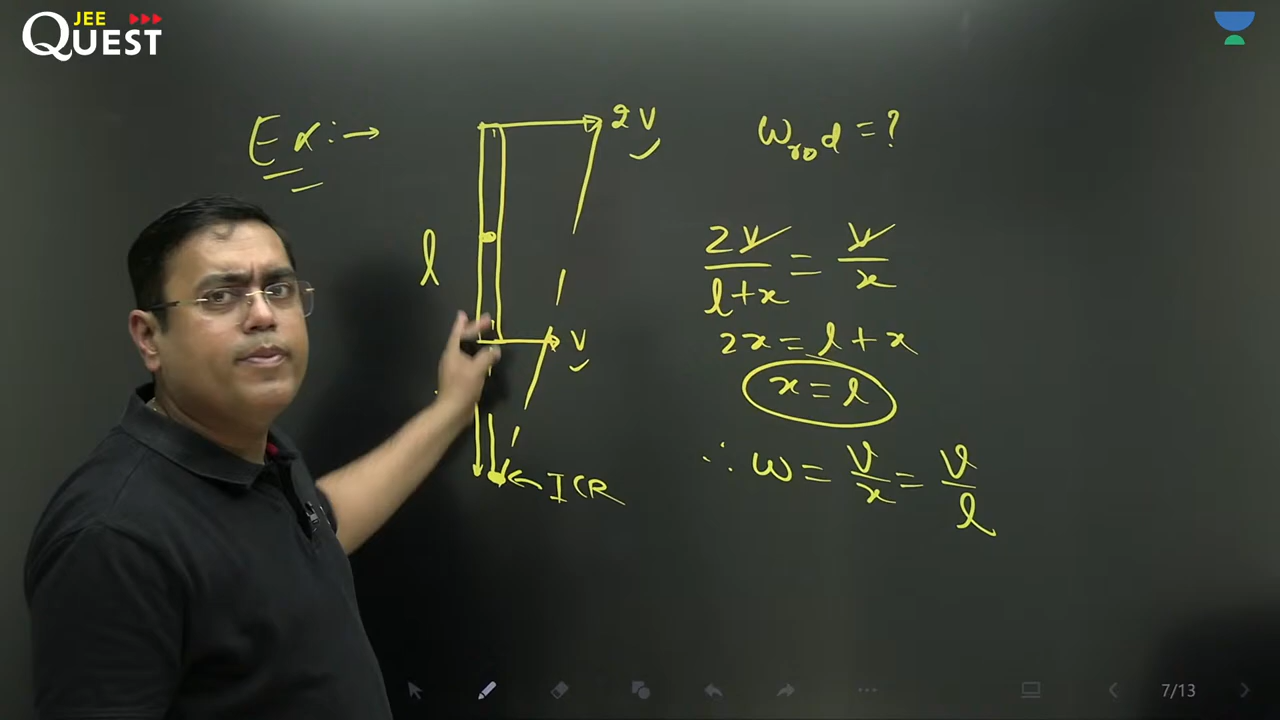 JEE
QUEST
Ex:→
2V
ω_rod = ?
l
2V/(l+x) = V/x
V
2x = l + x
x = l
← ICR
∴ ω = V/x = V/l
7/13